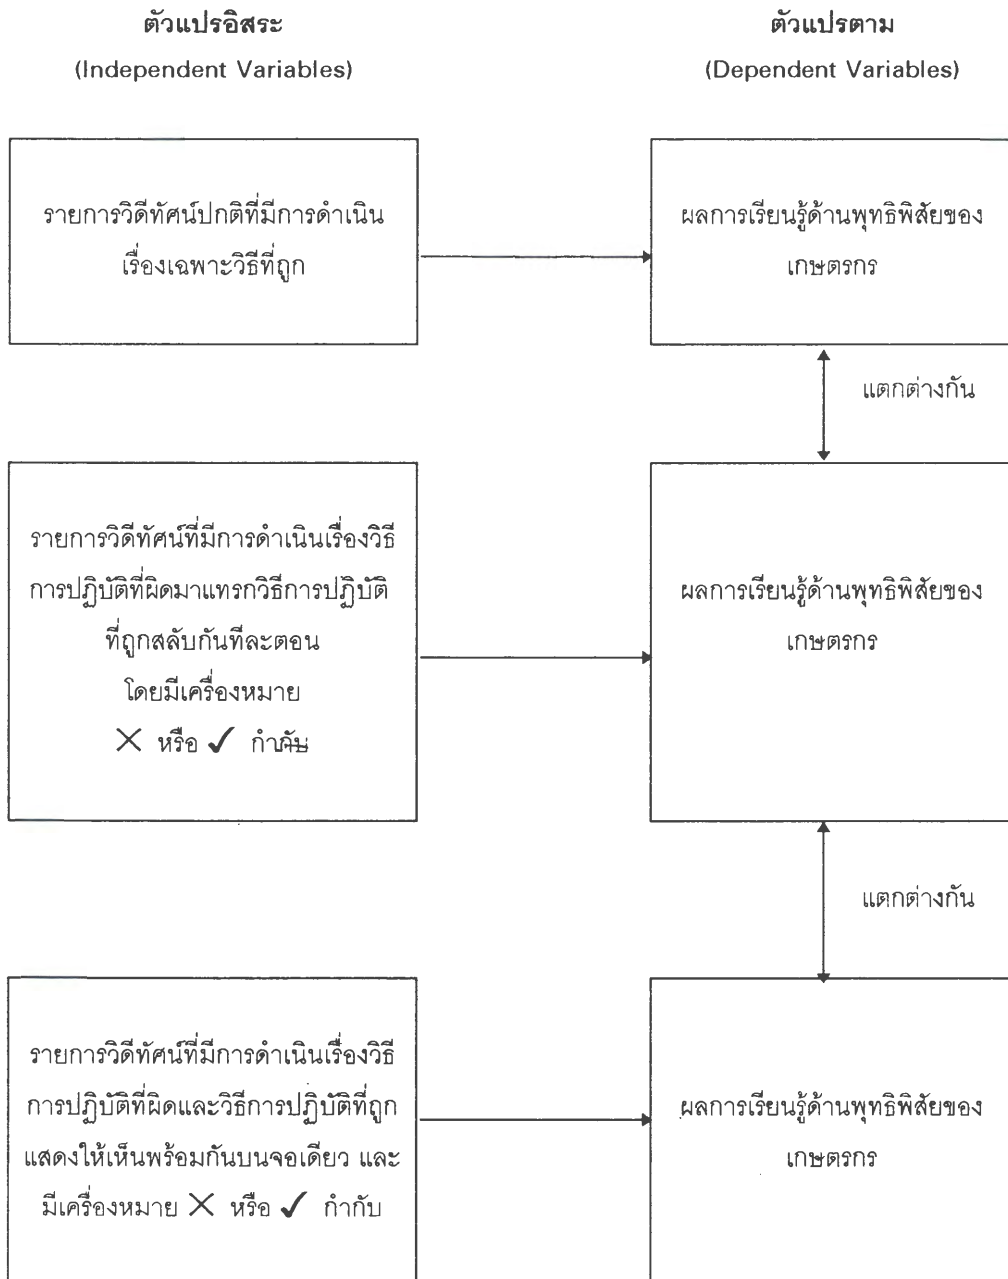 ตัวแปรอิสระ
(Independent Variables)
ตัวแปรตาม
(Dependent Variables)
รายการวิดีทัศน์ปกติที่มีการดำเนิน
เรื่องเฉพาะวิธีที่ถูก
ผลการเรียนรู้ด้านพุทธิพิสัยของ
เกษตรกร
แตกต่างกัน
รายการวิดีทัศน์ที่มีการดำเนินเรื่องวิธี
การปฏิบัติที่ผิดมาแทรกวิธีการปฏิบัติ
ที่ถูกสลับกันทีละตอน
โดยมีเครื่องหมาย
✕ หรือ ✓ กำกับ
ผลการเรียนรู้ด้านพุทธิพิสัยของ
เกษตรกร
แตกต่างกัน
รายการวิดีทัศน์ที่มีการดำเนินเรื่องวิธี
การปฏิบัติที่ผิดและวิธีการปฏิบัติที่ถูก
แสดงให้เห็นพร้อมกันบนจอเดียว และ
มีเครื่องหมาย ✕ หรือ ✓ กำกับ
ผลการเรียนรู้ด้านพุทธิพิสัยของ
เกษตรกร